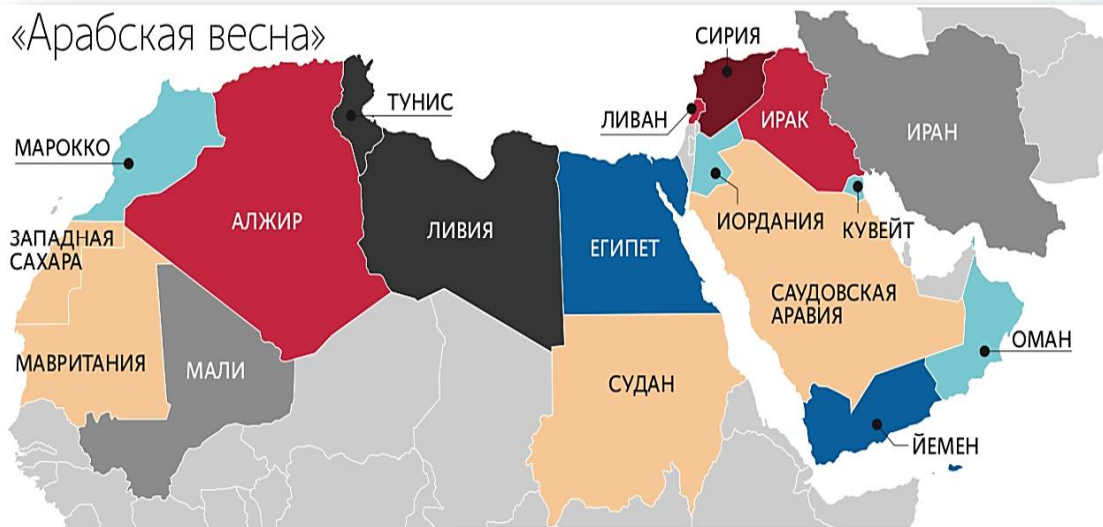 «Арабская весна»
СИРИЯ
ТУНИС
ЛИВАН
ИРАК
ИРАН
МАРОККО
АЛЖИР
ЛИВИЯ
ЕГИПЕТ
ИОРДАНИЯ
КУВЕЙТ
ЗАПАДНАЯ
САХАРА
САУДОВСКАЯ
АРАВИЯ
ОМАН
МАВРИТАНИЯ
МАЛИ
СУДАН
ЙЕМЕН